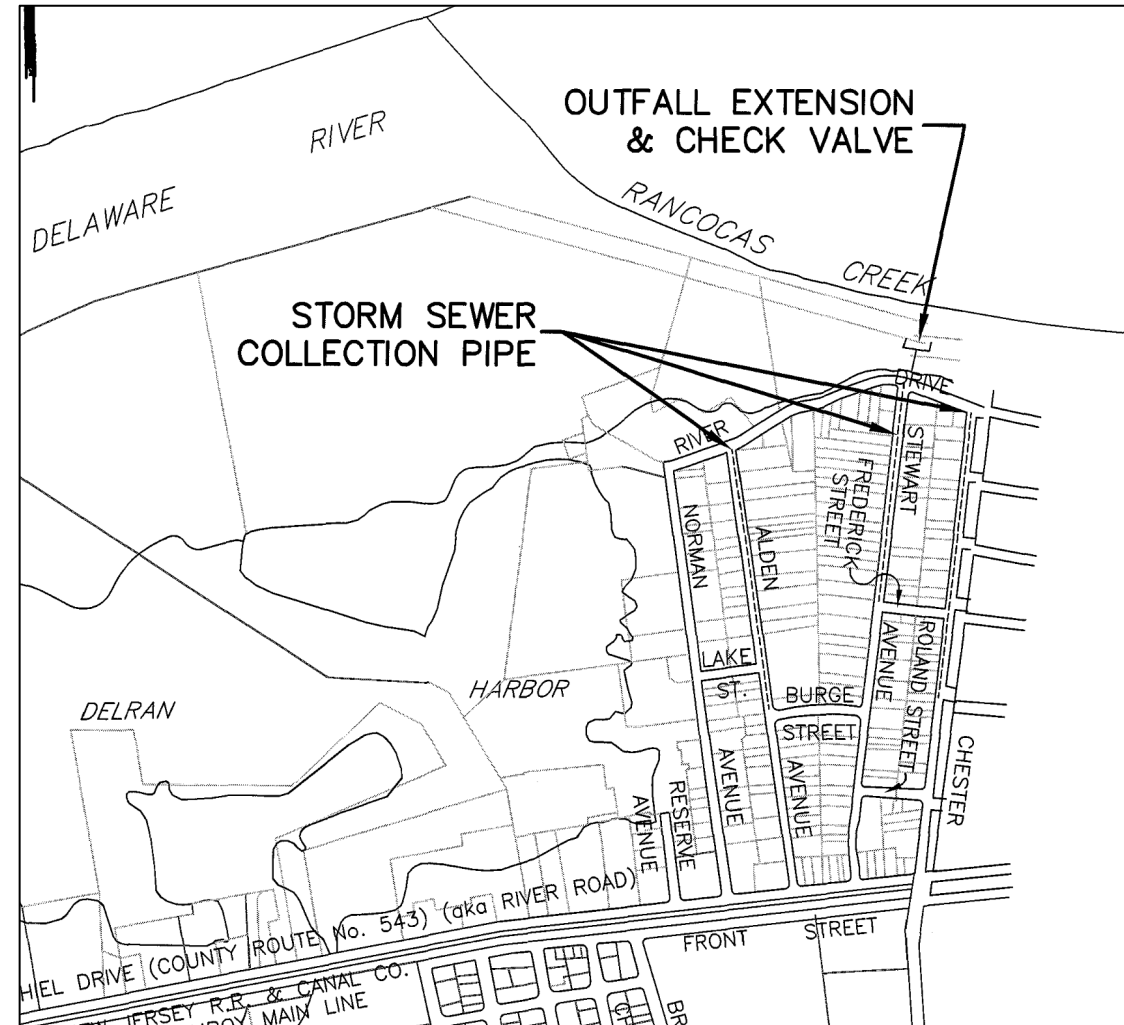 OUTFALL EXTENSION
& CHECK VALVE
RIVER
DELAWARE
RANCOCAS
CREEK
STORM SEWER
COLLECTION PIPE
DRIVE
RIVER
STEWART
FREDERICK
STREET
NORMAN
ALDEN
ROLAND STREET
AVENUE
LAKE
ST.
BURGE
STREET
HARBOR
DELRAN
CHESTER
AVENUE
AVENUE
RESERVE
AVENUE
DRIVE (COUNTY ROUTE No. 543) (aka RIVER ROAD)
FRONT STREET
JERSEY R.R. & CANAL CO.
MAIN LINE